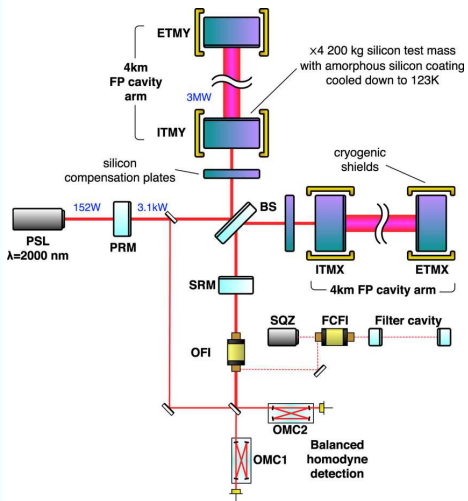 ETMY
4km
FP cavity
arm
×4 200 kg silicon test mass
with amorphous silicon coating
cooled down to 123K
3MW
ITMY
silicon
compensation plates
cryogenic
shields
152W
3.1kW
BS
PSL
λ=2000 nm
PRM
ITMX
ETMX
4km FP cavity arm
SRM
SQZ
FCFI
Filter cavity
OFI
OMC2
OMC1
Balanced
homodyne
detection